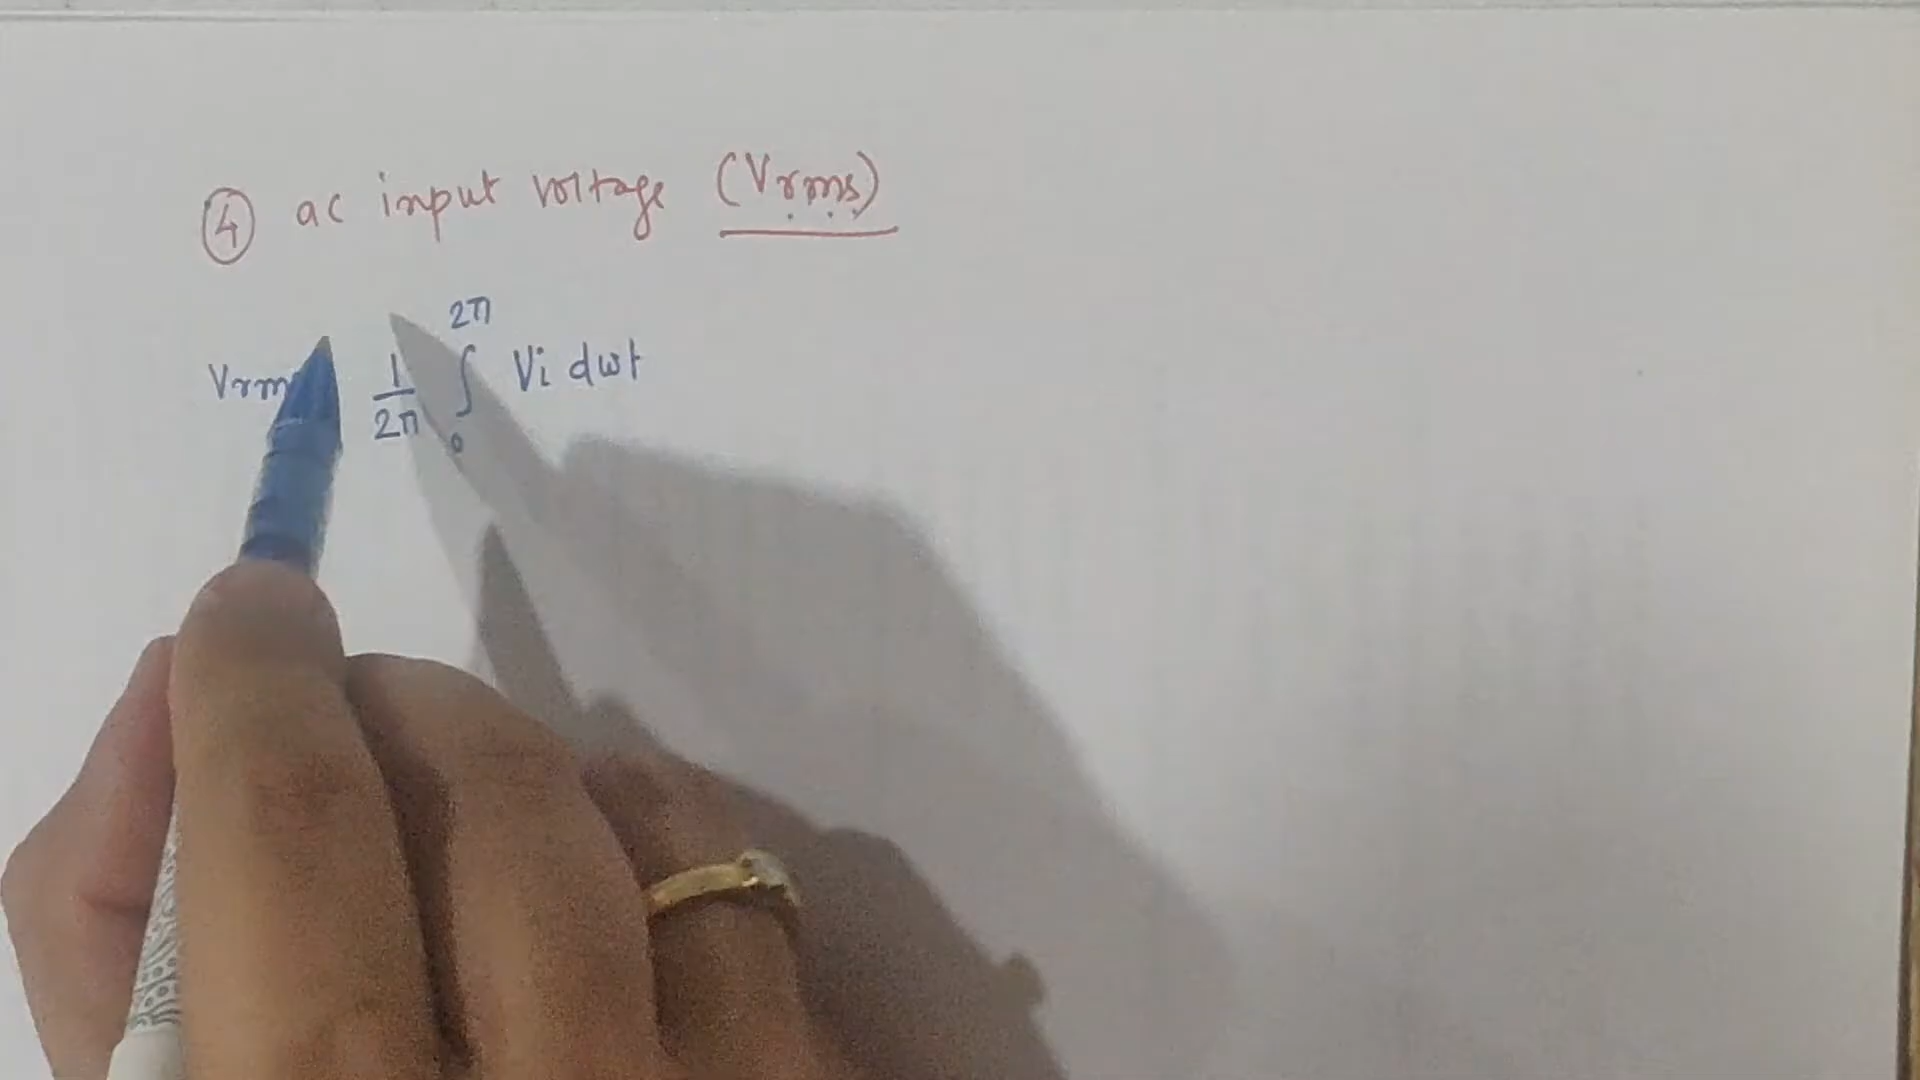 ④ ac input voltage (Vrms)
Vrm 1/2π ∫₀^2π Vi dωt